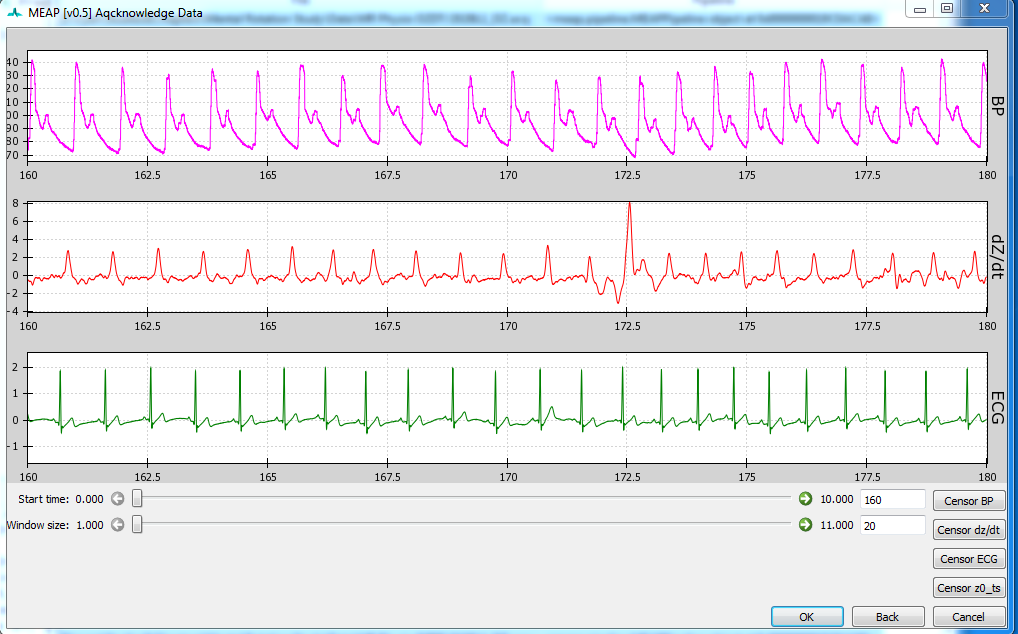 MEAP [v0.5] Aqcknowledge Data
40
30
20
10
00
90
80
70
BP
160 162.5 165 167.5 170 172.5 175 177.5 180
8
6
4
2
0
-2
-4
dZ/dt
160 162.5 165 167.5 170 172.5 175 177.5 180
2
1
0
-1
ECG
160 162.5 165 167.5 170 172.5 175 177.5 180
Start time: 0.000 10.000 160 Censor BP
Window size: 1.000 11.000 20 Censor dz/dt
Censor ECG
Censor z0_ts
OK Back Cancel